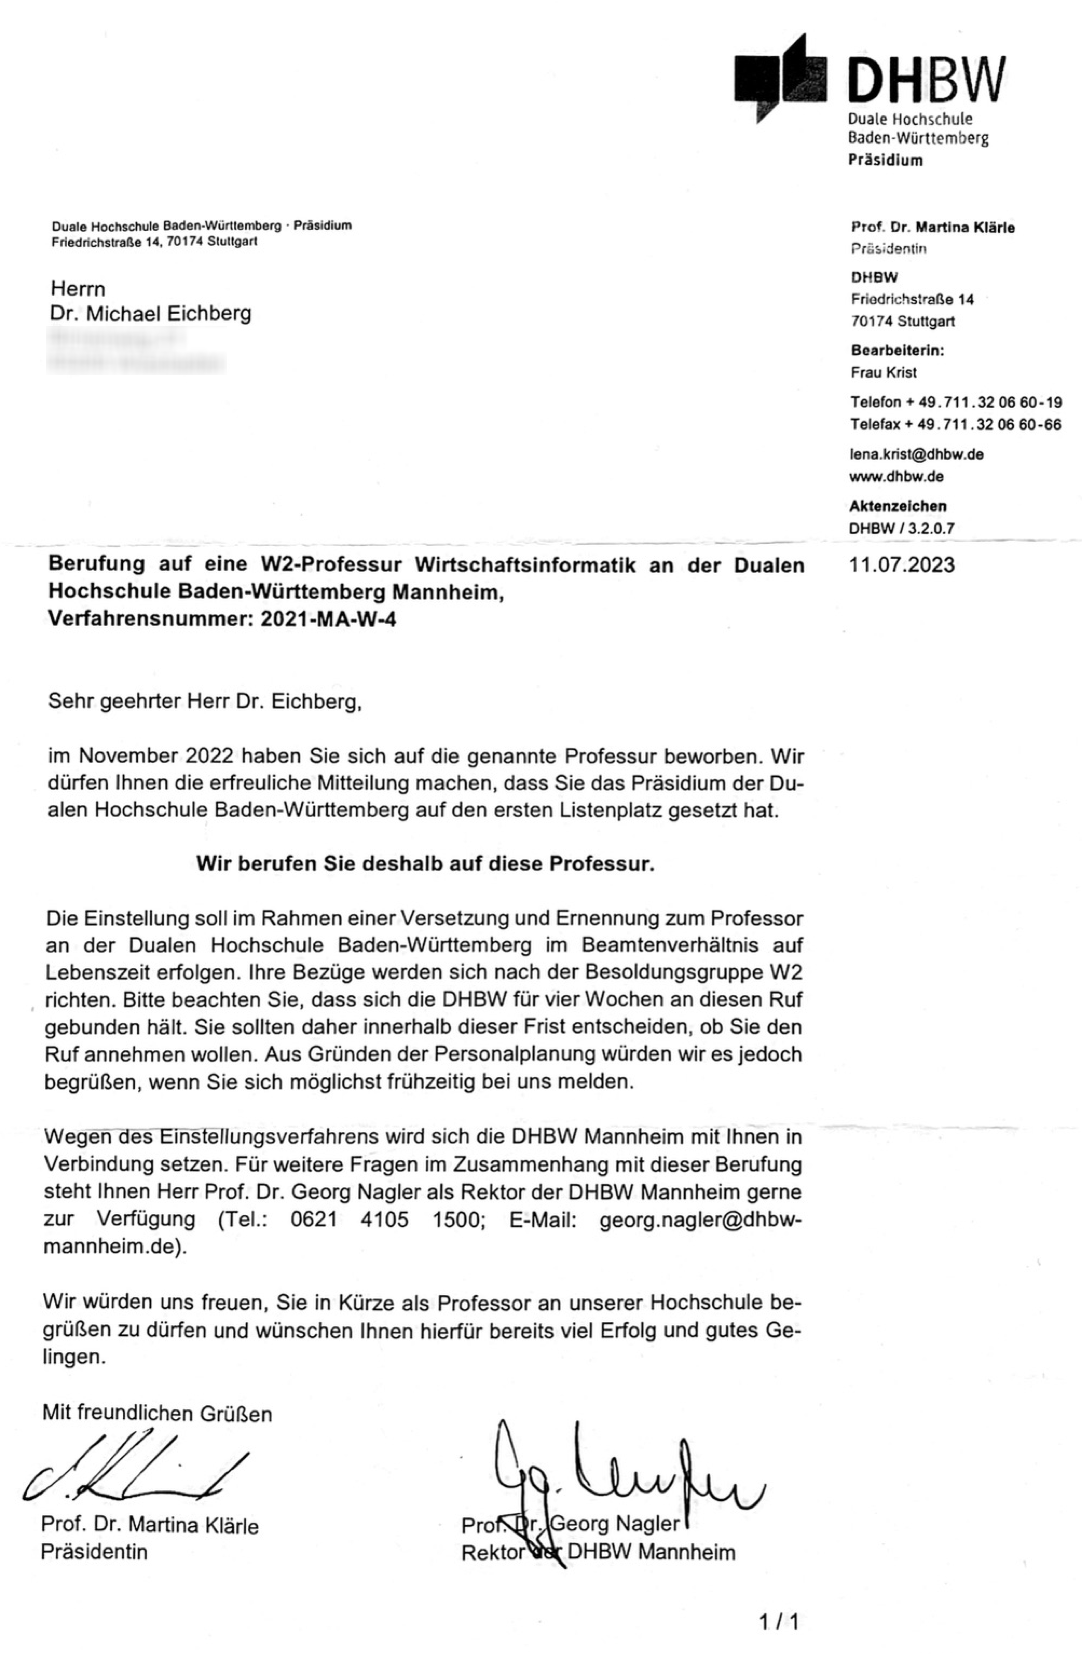 DHBW
Duale Hochschule
Baden-Württemberg
Präsidium
Duale Hochschule Baden-Württemberg · Präsidium
Friedrichstraße 14, 70174 Stuttgart
Herrn
Dr. Michael Eichberg
Prof. Dr. Martina Klärle
Präsidentin
DHBW
Friedrichstraße 14
70174 Stuttgart
Bearbeiterin:
Frau Krist
Telefon + 49.711.32 06 60-19
Telefax + 49.711.32 06 60-66
lena.krist@dhbw.de
www.dhbw.de
Aktenzeichen
DHBW / 3.2.0.7
11.07.2023
Berufung auf eine W2-Professur Wirtschaftsinformatik an der Dualen
Hochschule Baden-Württemberg Mannheim,
Verfahrensnummer: 2021-MA-W-4
Sehr geehrter Herr Dr. Eichberg,
im November 2022 haben Sie sich auf die genannte Professur beworben. Wir
dürfen Ihnen die erfreuliche Mitteilung machen, dass Sie das Präsidium der Du-
alen Hochschule Baden-Württemberg auf den ersten Listenplatz gesetzt hat.
Wir berufen Sie deshalb auf diese Professur.
Die Einstellung soll im Rahmen einer Versetzung und Ernennung zum Professor
an der Dualen Hochschule Baden-Württemberg im Beamtenverhältnis auf
Lebenszeit erfolgen. Ihre Bezüge werden sich nach der Besoldungsgruppe W2
richten. Bitte beachten Sie, dass sich die DHBW für vier Wochen an diesen Ruf
gebunden hält. Sie sollten daher innerhalb dieser Frist entscheiden, ob Sie den
Ruf annehmen wollen. Aus Gründen der Personalplanung würden wir es jedoch
begrüßen, wenn Sie sich möglichst frühzeitig bei uns melden.
Wegen des Einstellungsverfahrens wird sich die DHBW Mannheim mit Ihnen in
Verbindung setzen. Für weitere Fragen im Zusammenhang mit dieser Berufung
steht Ihnen Herr Prof. Dr. Georg Nagler als Rektor der DHBW Mannheim gerne
zur Verfügung (Tel.: 0621 4105 1500; E-Mail: georg.nagler@dhbw-
mannheim.de).
Wir würden uns freuen, Sie in Kürze als Professor an unserer Hochschule be-
grüßen zu dürfen und wünschen Ihnen hierfür bereits viel Erfolg und gutes Ge-
lingen.
Mit freundlichen Grüßen
Prof. Dr. Martina Klärle
Präsidentin
Prof. Dr. Georg Nagler
Rektor der DHBW Mannheim
1 / 1